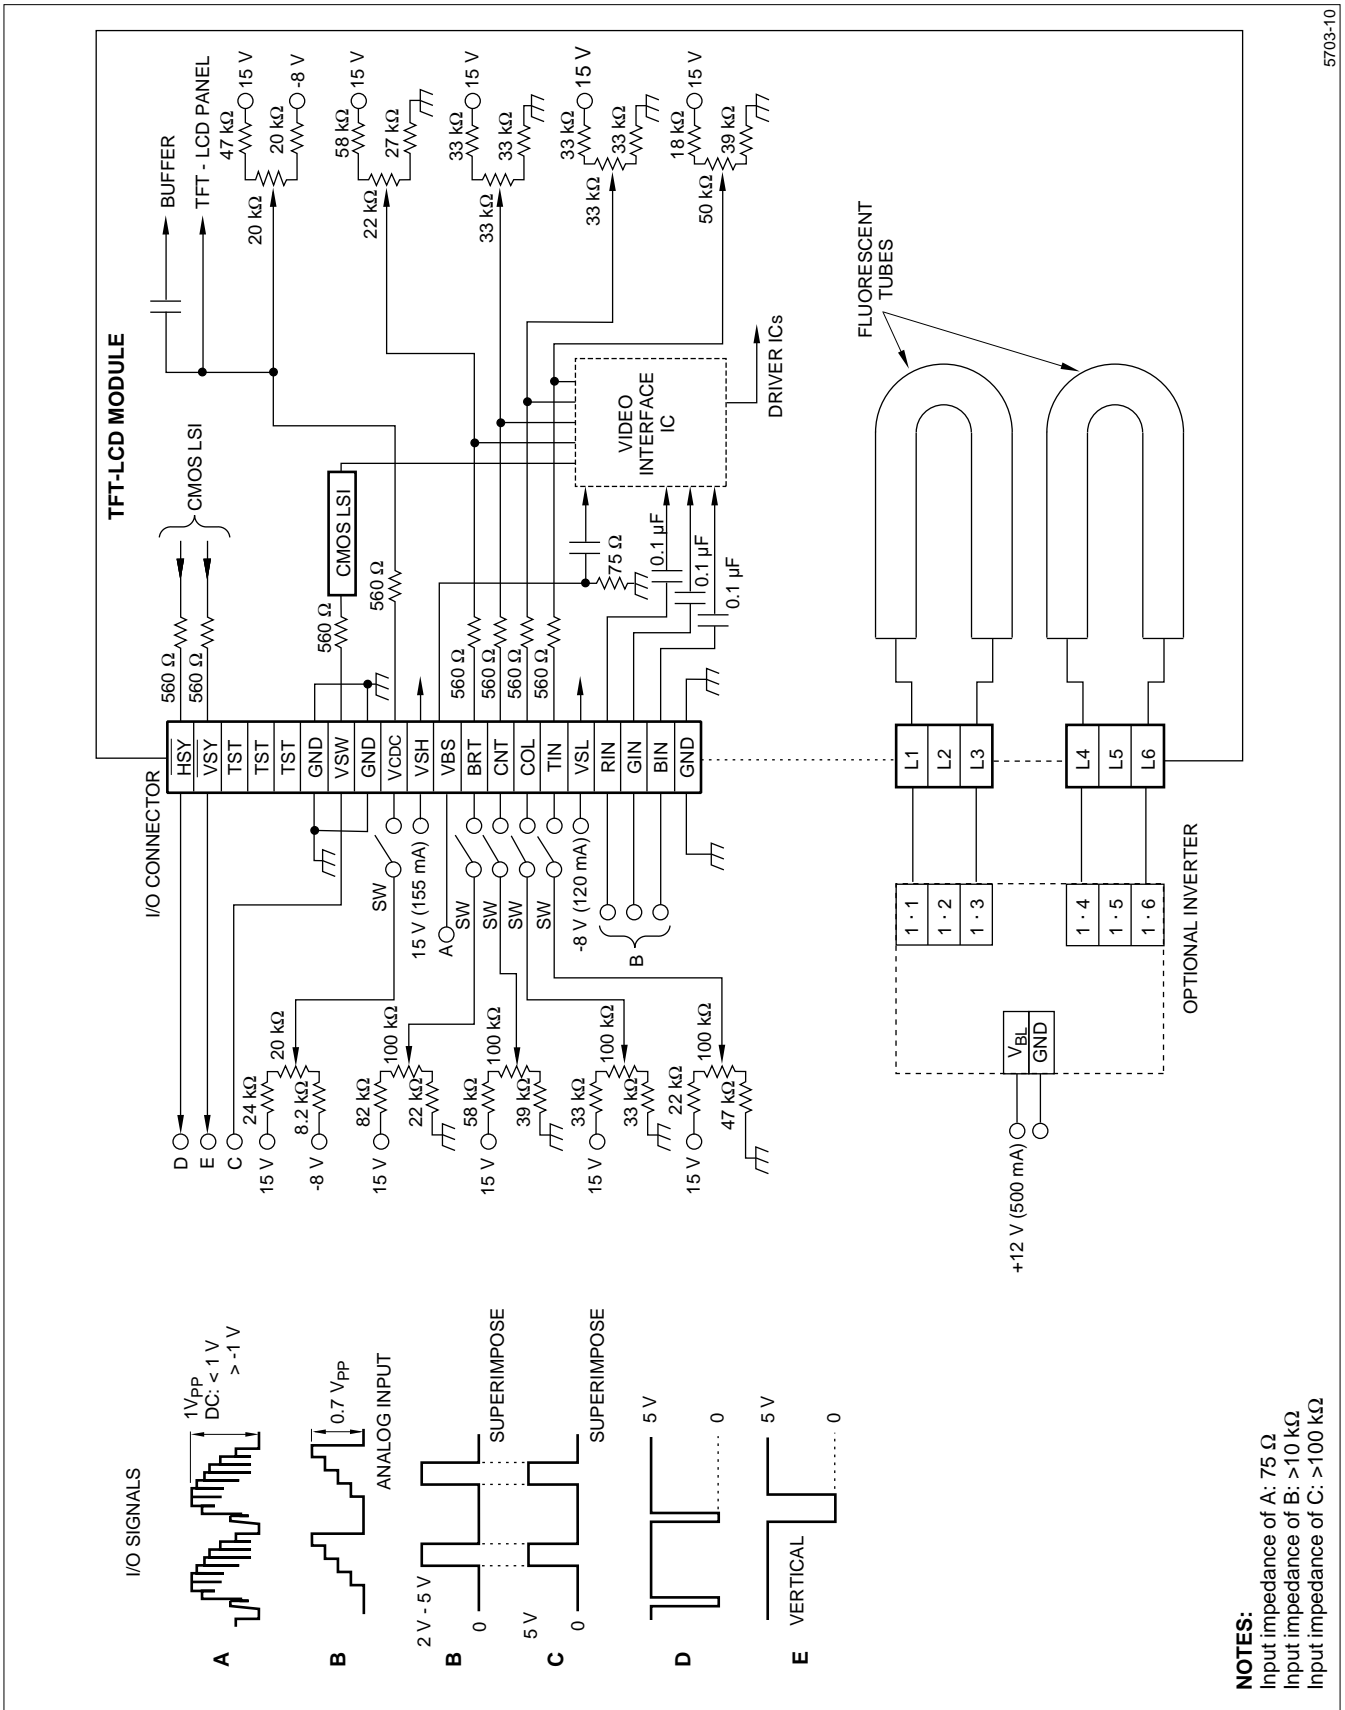 5703-10
TFT-LCD MODULE
BUFFER
TFT - LCD PANEL
47 kΩ
15 V
20 kΩ
20 kΩ
-8 V
58 kΩ
15 V
22 kΩ
27 kΩ
33 kΩ
15 V
33 kΩ
33 kΩ
33 kΩ
15 V
33 kΩ
33 kΩ
18 kΩ
15 V
50 kΩ
39 kΩ
CMOS LSI
CMOS LSI
VIDEO
INTERFACE
IC
DRIVER ICs
FLUORESCENT
TUBES
560 Ω
560 Ω
560 Ω
560 Ω
560 Ω
560 Ω
560 Ω
560 Ω
75 Ω
0.1 µF
0.1 µF
0.1 µF
I/O CONNECTOR
HSY
VSY
TST
TST
TST
GND
VSW
GND
VCDC
VSH
VBS
BRT
CNT
COL
TIN
VSL
RIN
GIN
BIN
GND
L1
L2
L3
L4
L5
L6
SW
15 V (155 mA)
A
SW
SW
SW
SW
-8 V (120 mA)
B
1 · 1
1 · 2
1 · 3
1 · 4
1 · 5
1 · 6
OPTIONAL INVERTER
VBL
GND
+12 V (500 mA)
D
E
C
15 V
24 kΩ
20 kΩ
-8 V
8.2 kΩ
15 V
82 kΩ
100 kΩ
22 kΩ
15 V
58 kΩ
100 kΩ
39 kΩ
15 V
33 kΩ
100 kΩ
33 kΩ
15 V
22 kΩ
100 kΩ
47 kΩ
I/O SIGNALS
A
1VPP
DC: < 1 V
> -1 V
B
0.7 VPP
ANALOG INPUT
B
2 V - 5 V
0
SUPERIMPOSE
C
5 V
0
SUPERIMPOSE
D
5 V
0
E
VERTICAL
5 V
0
NOTES:
Input impedance of A: 75 Ω
Input impedance of B: >10 kΩ
Input impedance of C: >100 kΩ